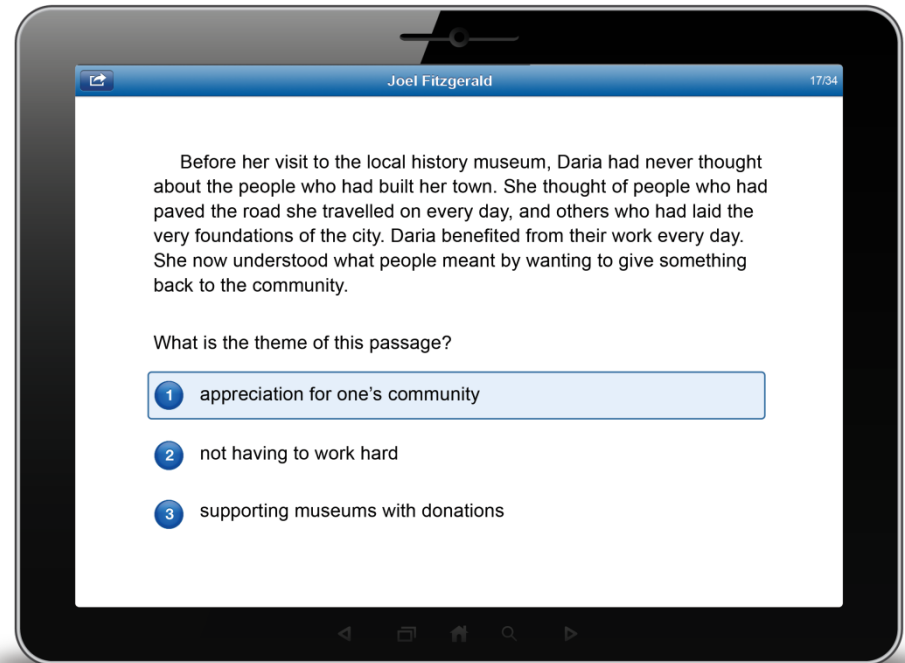 Joel Fitzgerald
17/34
Before her visit to the local history museum, Daria had never thought
about the people who had built her town. She thought of people who had
paved the road she travelled on every day, and others who had laid the
very foundations of the city. Daria benefited from their work every day.
She now understood what people meant by wanting to give something
back to the community.
What is the theme of this passage?
1 appreciation for one's community
2 not having to work hard
3 supporting museums with donations